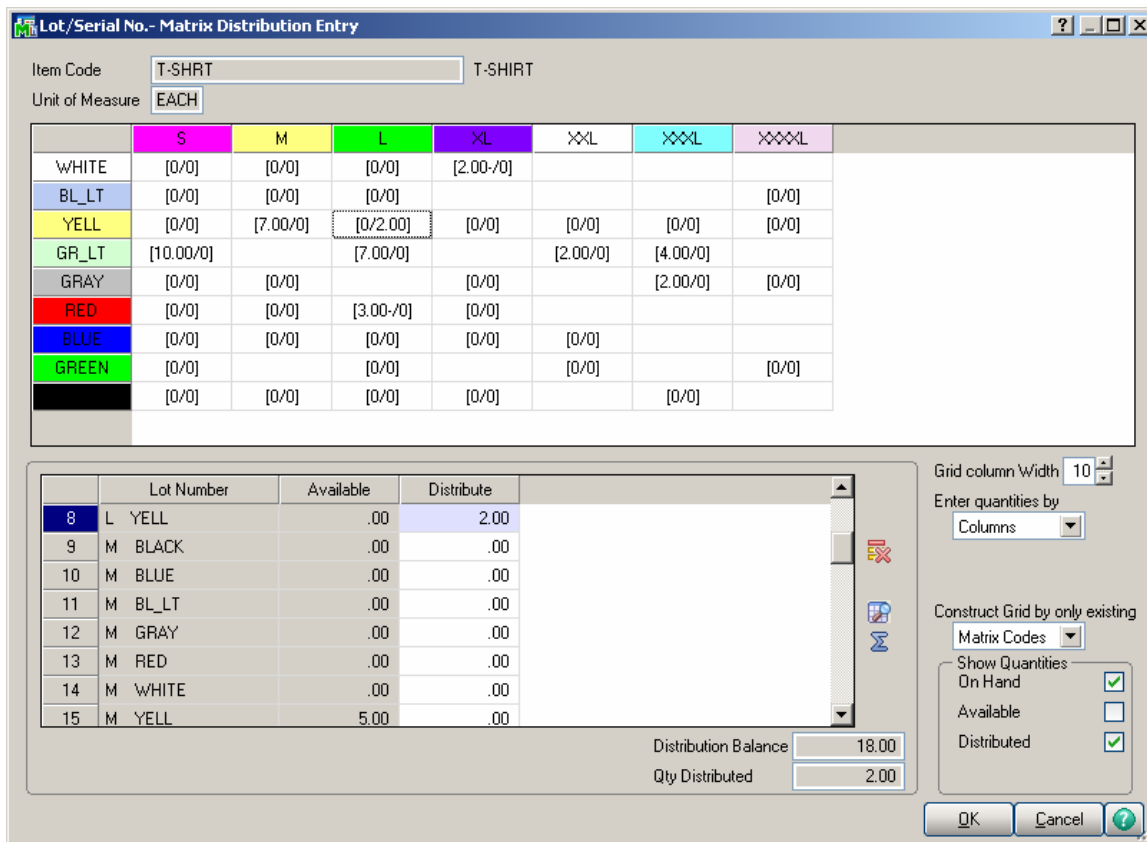 Lot/Serial No.- Matrix Distribution Entry
Item Code T-SHRT T-SHIRT
Unit of Measure EACH
S M L XL XXL XXXL XXXXL
WHITE [0/0] [0/0] [0/0] [2.00-/0]
BL_LT [0/0] [0/0] [0/0] [0/0]
YELL [0/0] [7.00/0] [0/2.00] [0/0] [0/0] [0/0] [0/0]
GR_LT [10.00/0] [7.00/0] [2.00/0] [4.00/0]
GRAY [0/0] [0/0] [0/0] [2.00/0] [0/0]
RED [0/0] [0/0] [3.00-/0] [0/0]
BLUE [0/0] [0/0] [0/0] [0/0] [0/0]
GREEN [0/0] [0/0] [0/0] [0/0]
[0/0] [0/0] [0/0] [0/0] [0/0]
Lot Number Available Distribute
8 L YELL .00 2.00
9 M BLACK .00 .00
10 M BLUE .00 .00
11 M BL_LT .00 .00
12 M GRAY .00 .00
13 M RED .00 .00
14 M WHITE .00 .00
15 M YELL 5.00 .00
Distribution Balance 18.00
Qty Distributed 2.00
Grid column Width 10
Enter quantities by
Columns
Construct Grid by only existing
Matrix Codes
Show Quantities
On Hand
Available
Distributed
OK Cancel